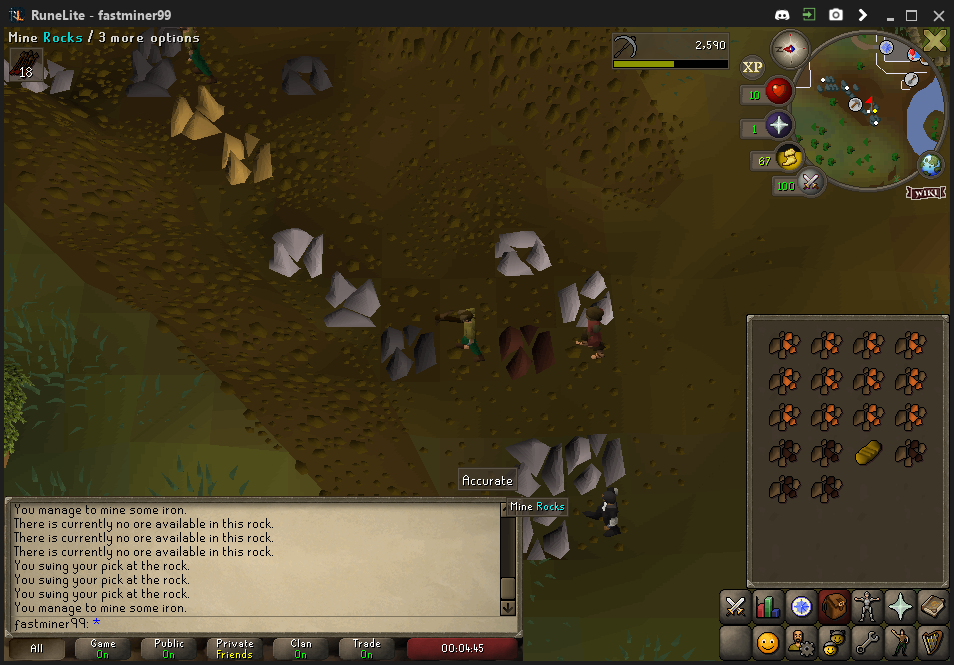 RuneLite - fastminer99
Mine Rocks / 3 more options
18
2,590
XP
10
1
67
100
WIKI
Accurate
Mine Rocks
You manage to mine some iron.
There is currently no ore available in this rock.
There is currently no ore available in this rock.
There is currently no ore available in this rock.
You swing your pick at the rock.
You swing your pick at the rock.
You swing your pick at the rock.
You manage to mine some iron.
fastminer99: *
All
Game
On
Public
On
Private
Friends
Clan
On
Trade
On
00:04:45